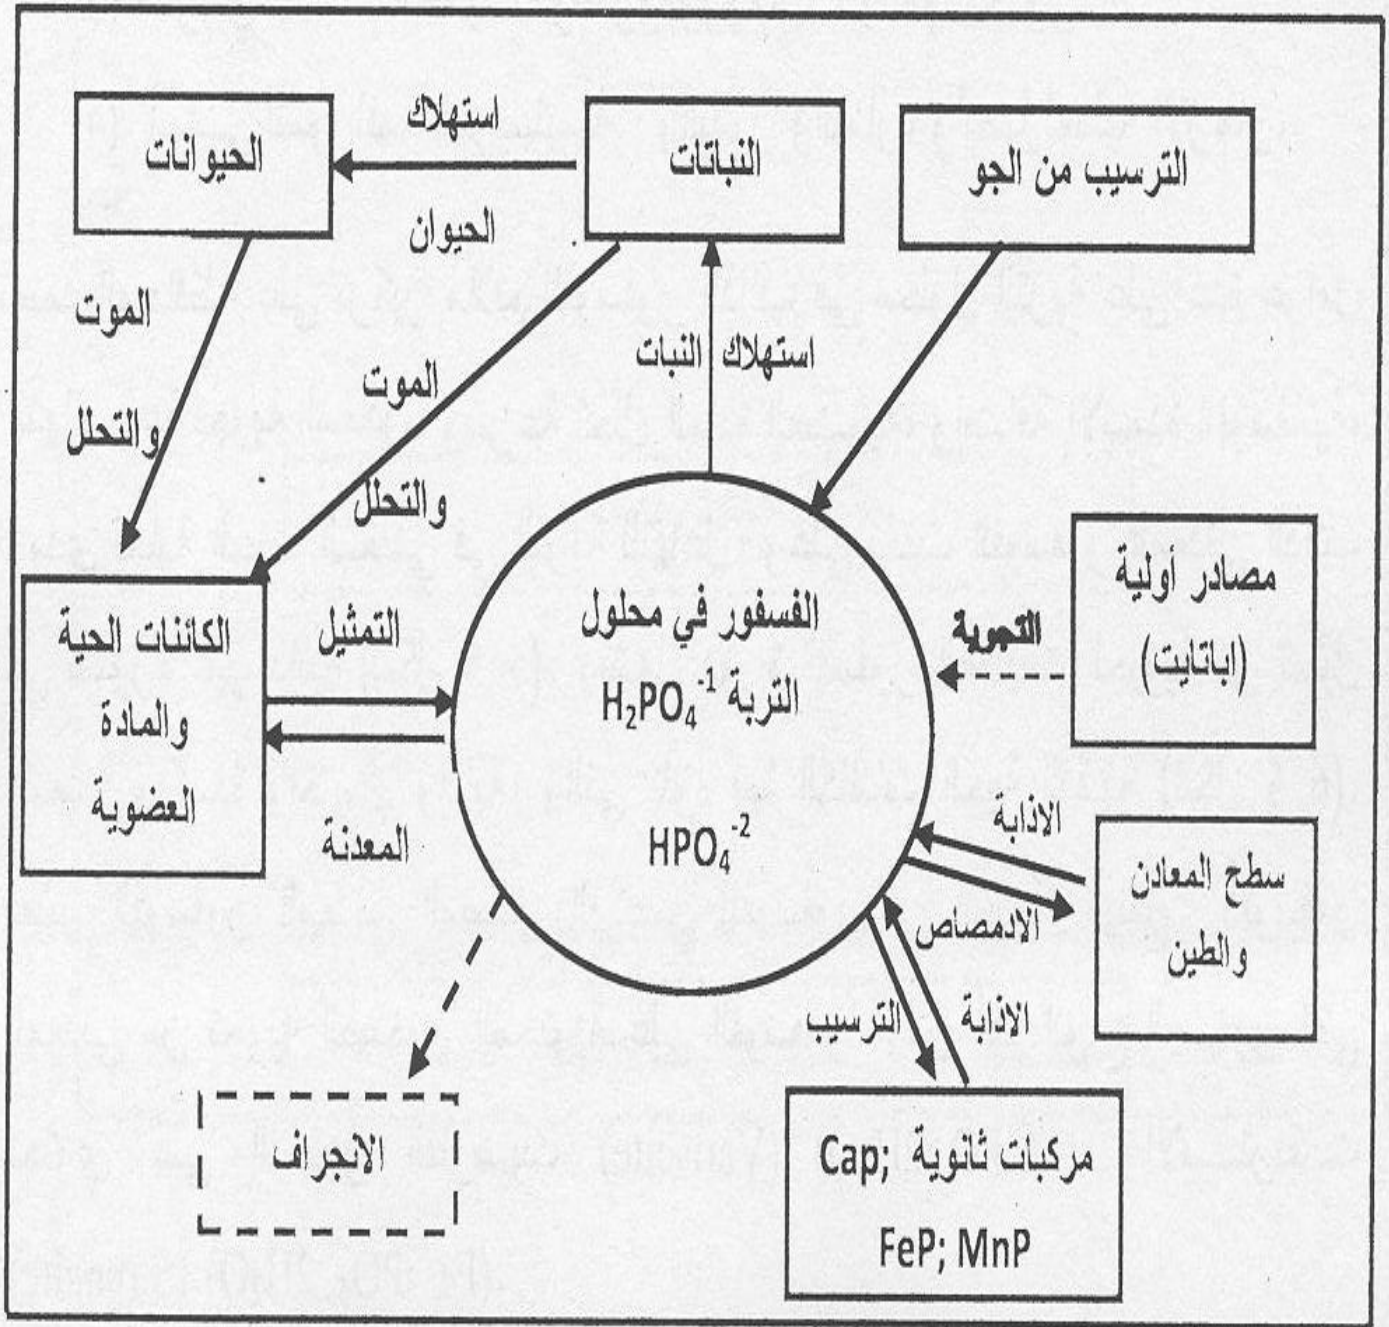 الترسيب من الجو
النباتات
استهلاك
الحيوان
الحيوانات
الموت
والتحلل
الموت
والتحلل
استهلاك النبات
مصادر أولية
(اباتايت)
التجوية
الفسفور في محلول
التربة H₂PO₄⁻¹
HPO₄⁻²
التمثيل
المعدنة
الكائنات الحية
والمادة
العضوية
الاذابة
الادمصاص
سطح المعادن
والطين
الترسيب
الاذابة
مركبات ثانوية Cap;
FeP; MnP
الانجراف